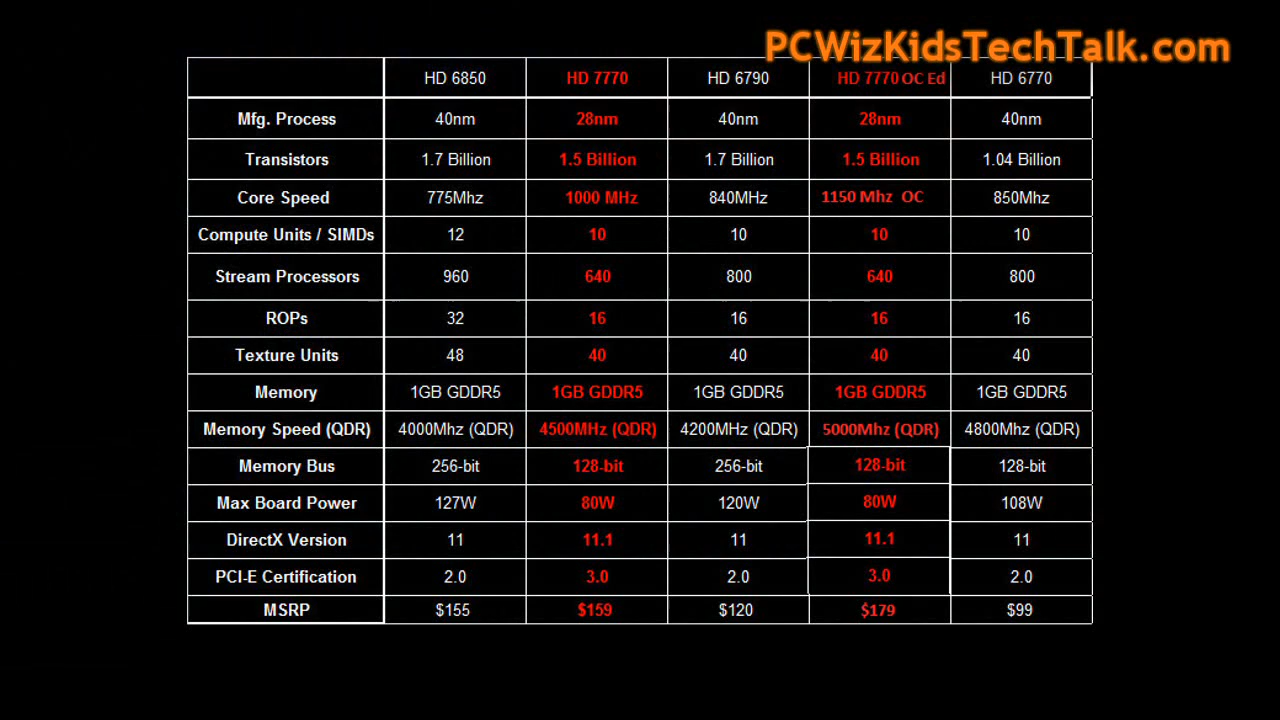 PCWizKidsTechTalk.com
HD 6850 HD 7770 HD 6790 HD 7770 OC Ed HD 6770
Mfg. Process 40nm 28nm 40nm 28nm 40nm
Transistors 1.7 Billion 1.5 Billion 1.7 Billion 1.5 Billion 1.04 Billion
Core Speed 775Mhz 1000 MHz 840MHz 1150 Mhz OC 850Mhz
Compute Units / SIMDs 12 10 10 10 10
Stream Processors 960 640 800 640 800
ROPs 32 16 16 16 16
Texture Units 48 40 40 40 40
Memory 1GB GDDR5 1GB GDDR5 1GB GDDR5 1GB GDDR5 1GB GDDR5
Memory Speed (QDR) 4000Mhz (QDR) 4500MHz (QDR) 4200MHz (QDR) 5000Mhz (QDR) 4800Mhz (QDR)
Memory Bus 256-bit 128-bit 256-bit 128-bit 128-bit
Max Board Power 127W 80W 120W 80W 108W
DirectX Version 11 11.1 11 11.1 11
PCI-E Certification 2.0 3.0 2.0 3.0 2.0
MSRP $155 $159 $120 $179 $99